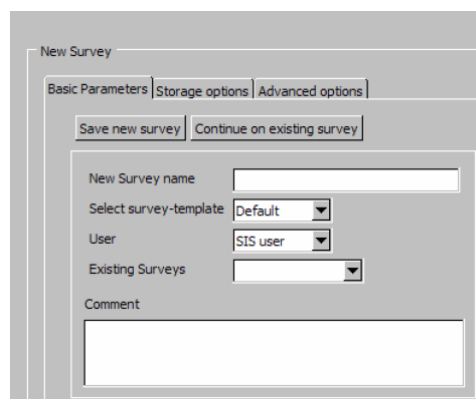 New Survey
Basic Parameters Storage options Advanced options
Save new survey Continue on existing survey
New Survey name
Select survey-template Default
User SIS user
Existing Surveys
Comment